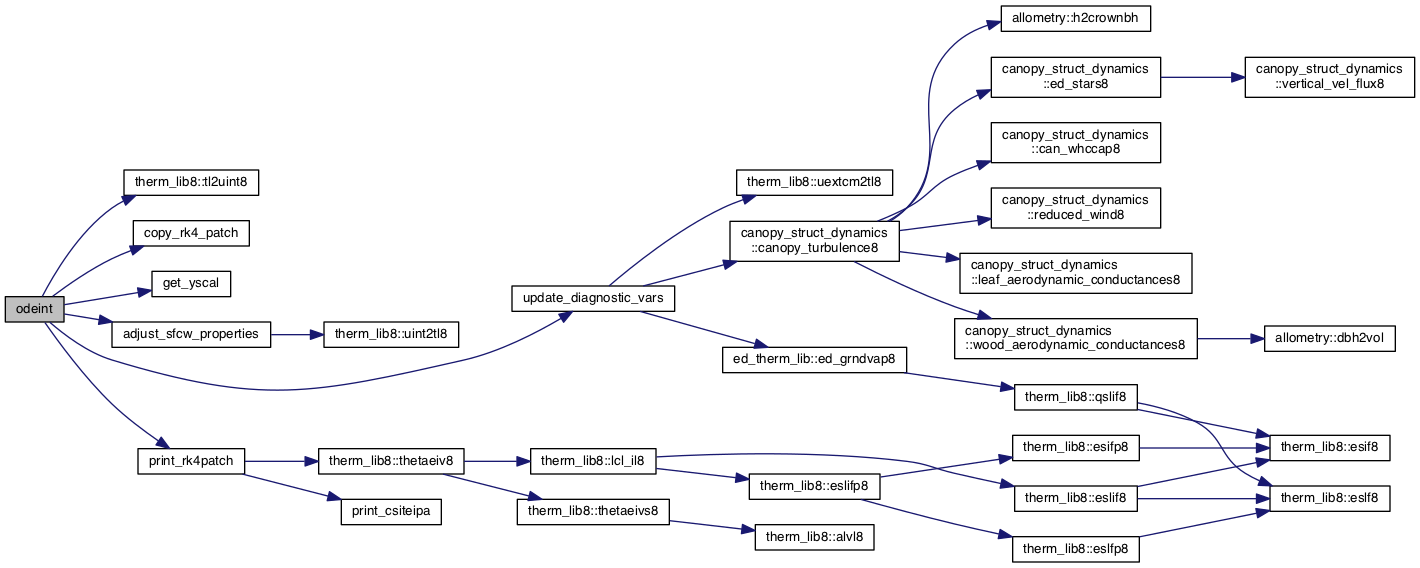 allometry::h2crownbh
canopy_struct_dynamics
::ed_stars8
canopy_struct_dynamics
::vertical_vel_flux8
canopy_struct_dynamics
::can_whccap8
therm_lib8::tl2uint8
therm_lib8::uextcm2tl8
canopy_struct_dynamics
::reduced_wind8
copy_rk4_patch
canopy_struct_dynamics
::canopy_turbulence8
canopy_struct_dynamics
::leaf_aerodynamic_conductances8
get_yscal
update_diagnostic_vars
odeint
adjust_sfcw_properties
therm_lib8::uint2tl8
canopy_struct_dynamics
::wood_aerodynamic_conductances8
allometry::dbh2vol
ed_therm_lib::ed_grndvap8
therm_lib8::qslif8
print_rk4patch
therm_lib8::thetaeiv8
therm_lib8::lcl_il8
therm_lib8::esifp8
therm_lib8::esif8
therm_lib8::eslifp8
therm_lib8::eslif8
therm_lib8::eslf8
print_csiteipa
therm_lib8::thetaeivs8
therm_lib8::alvl8
therm_lib8::eslfp8